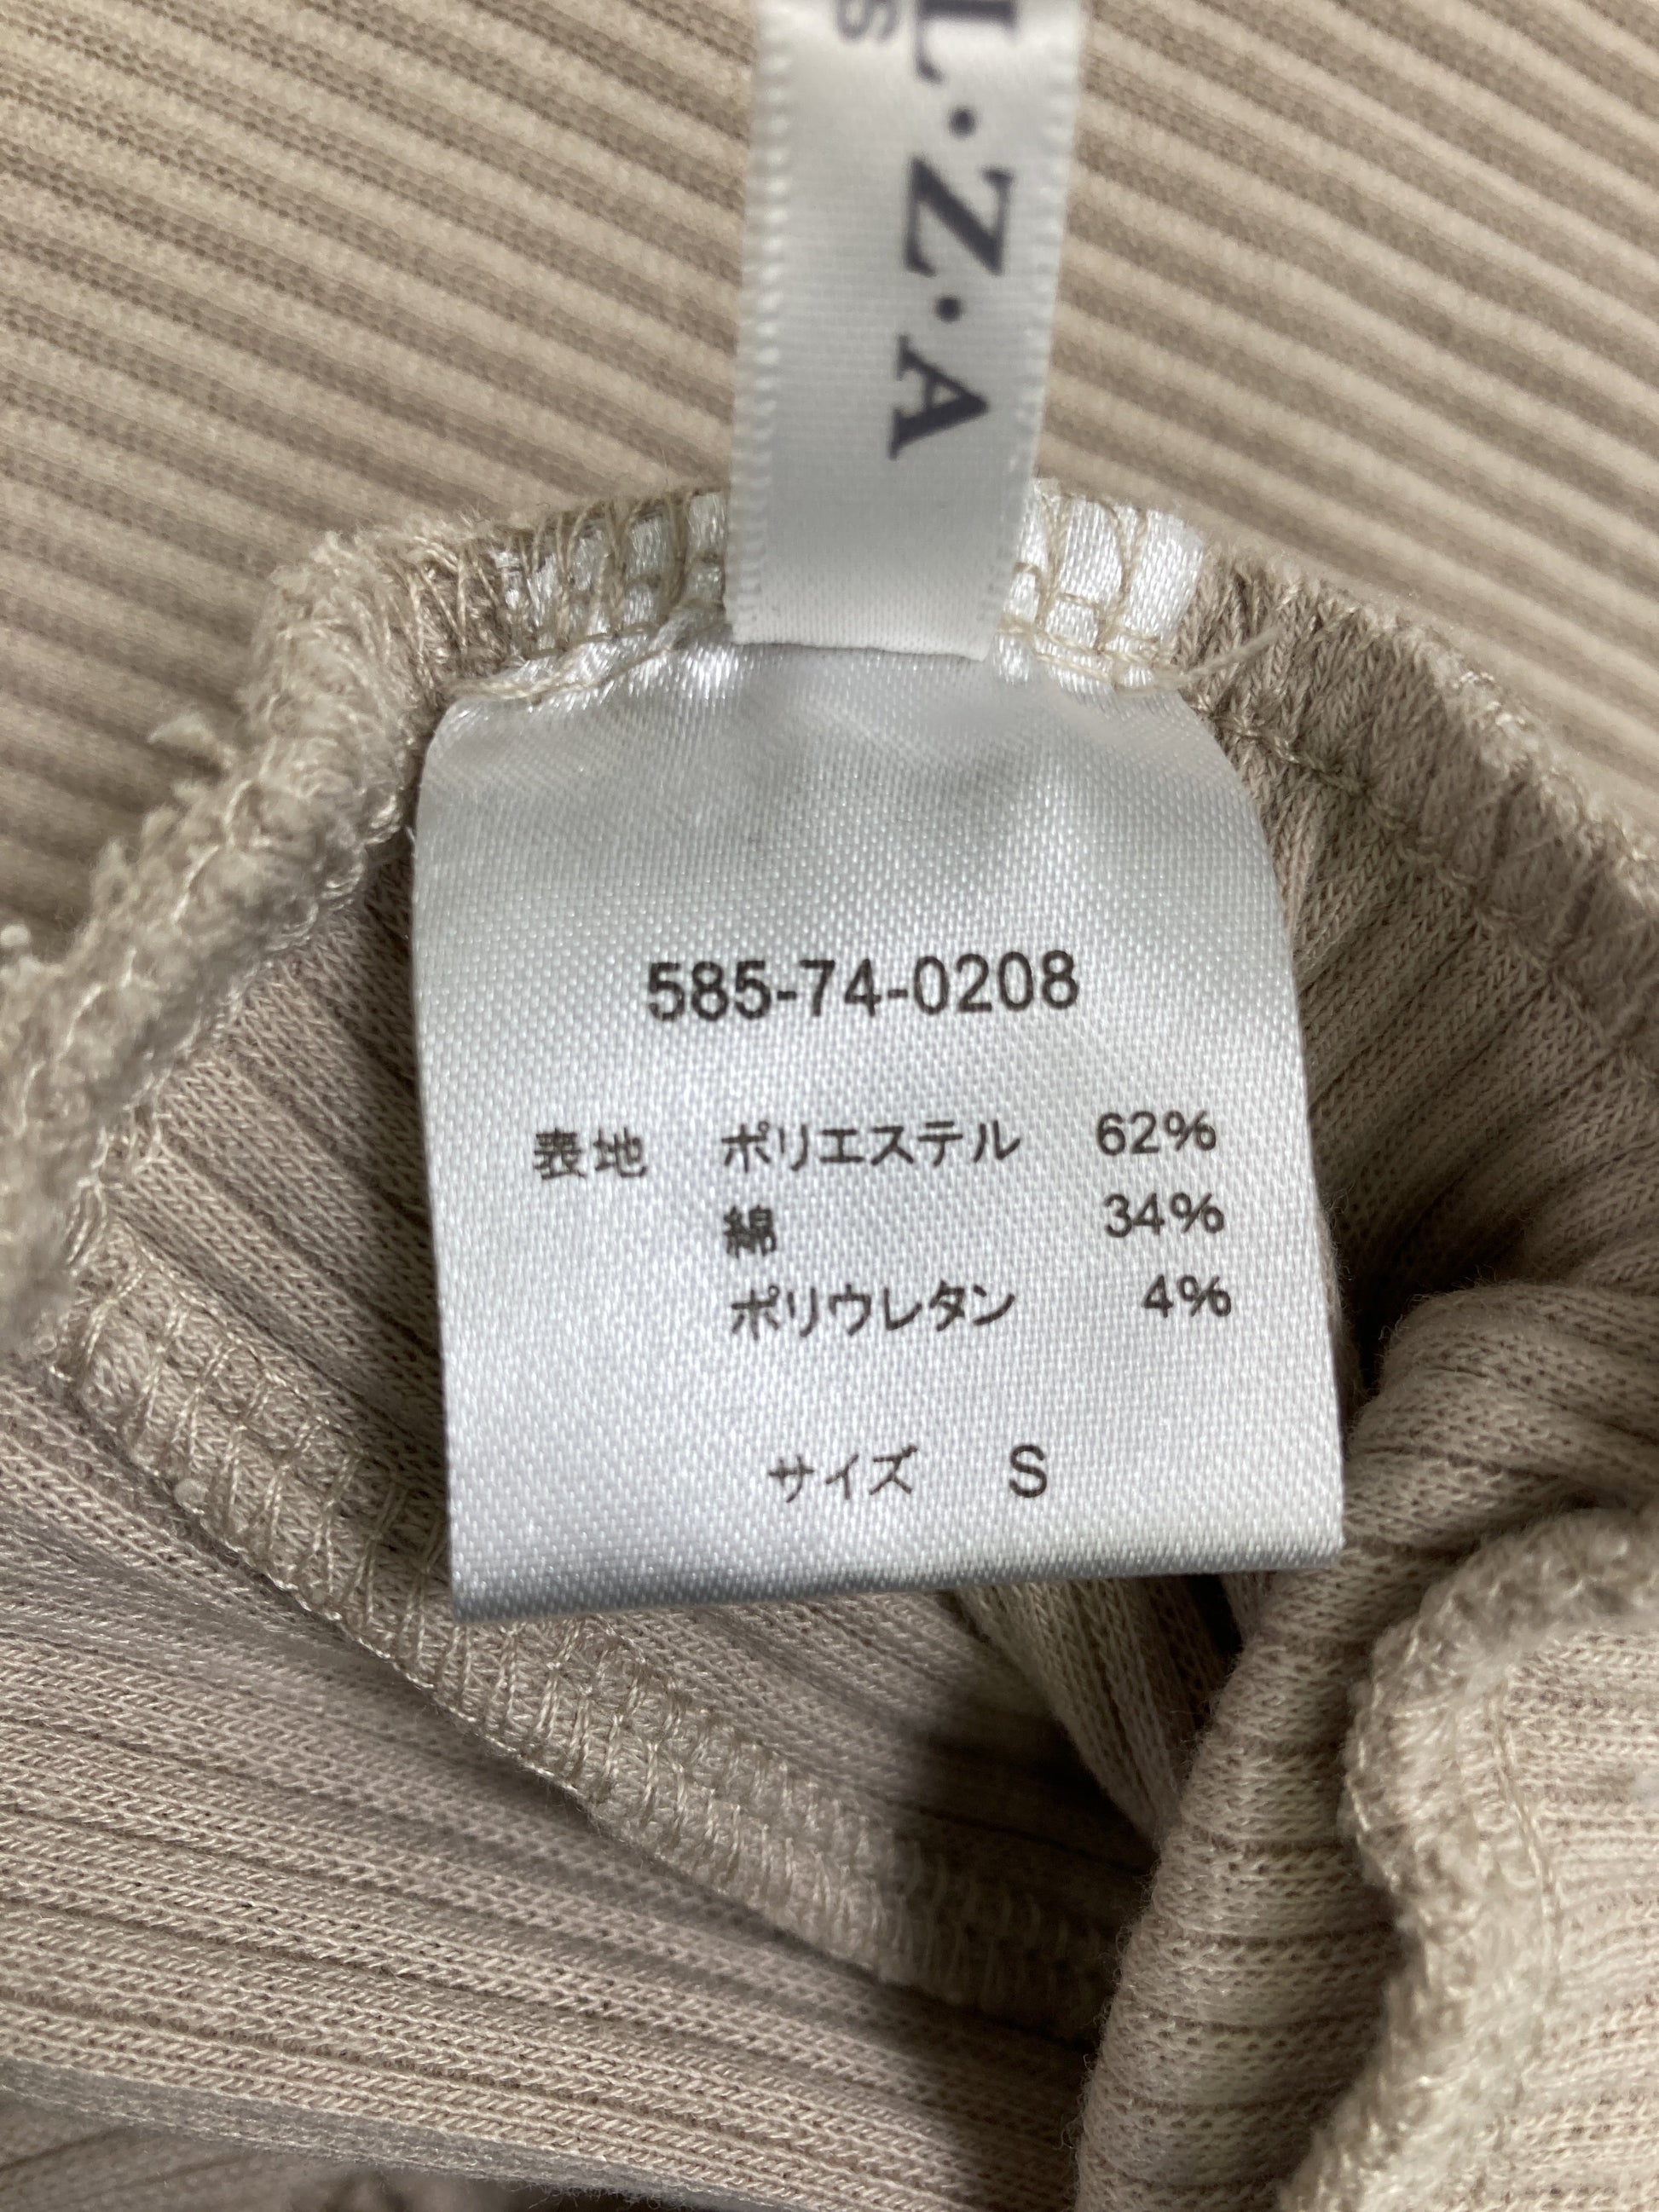 L・Z・A
S
585-74-0208
表地 ポリエステル 62%
綿 34%
ポリウレタン 4%
サイズ S